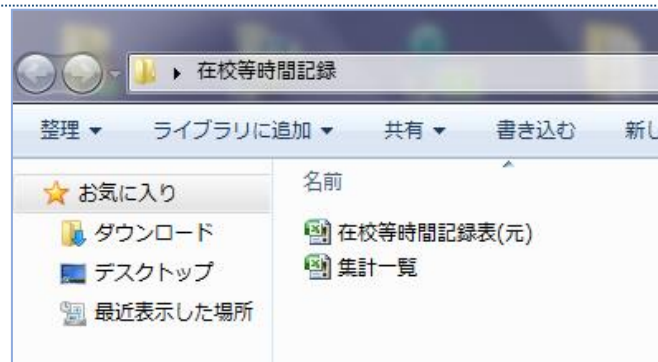 在校等時間記録
整理 ライブラリに追加 共有 書き込む 新し
お気に入り
ダウンロード
デスクトップ
最近表示した場所
名前
在校等時間記録表(元)
集計一覧